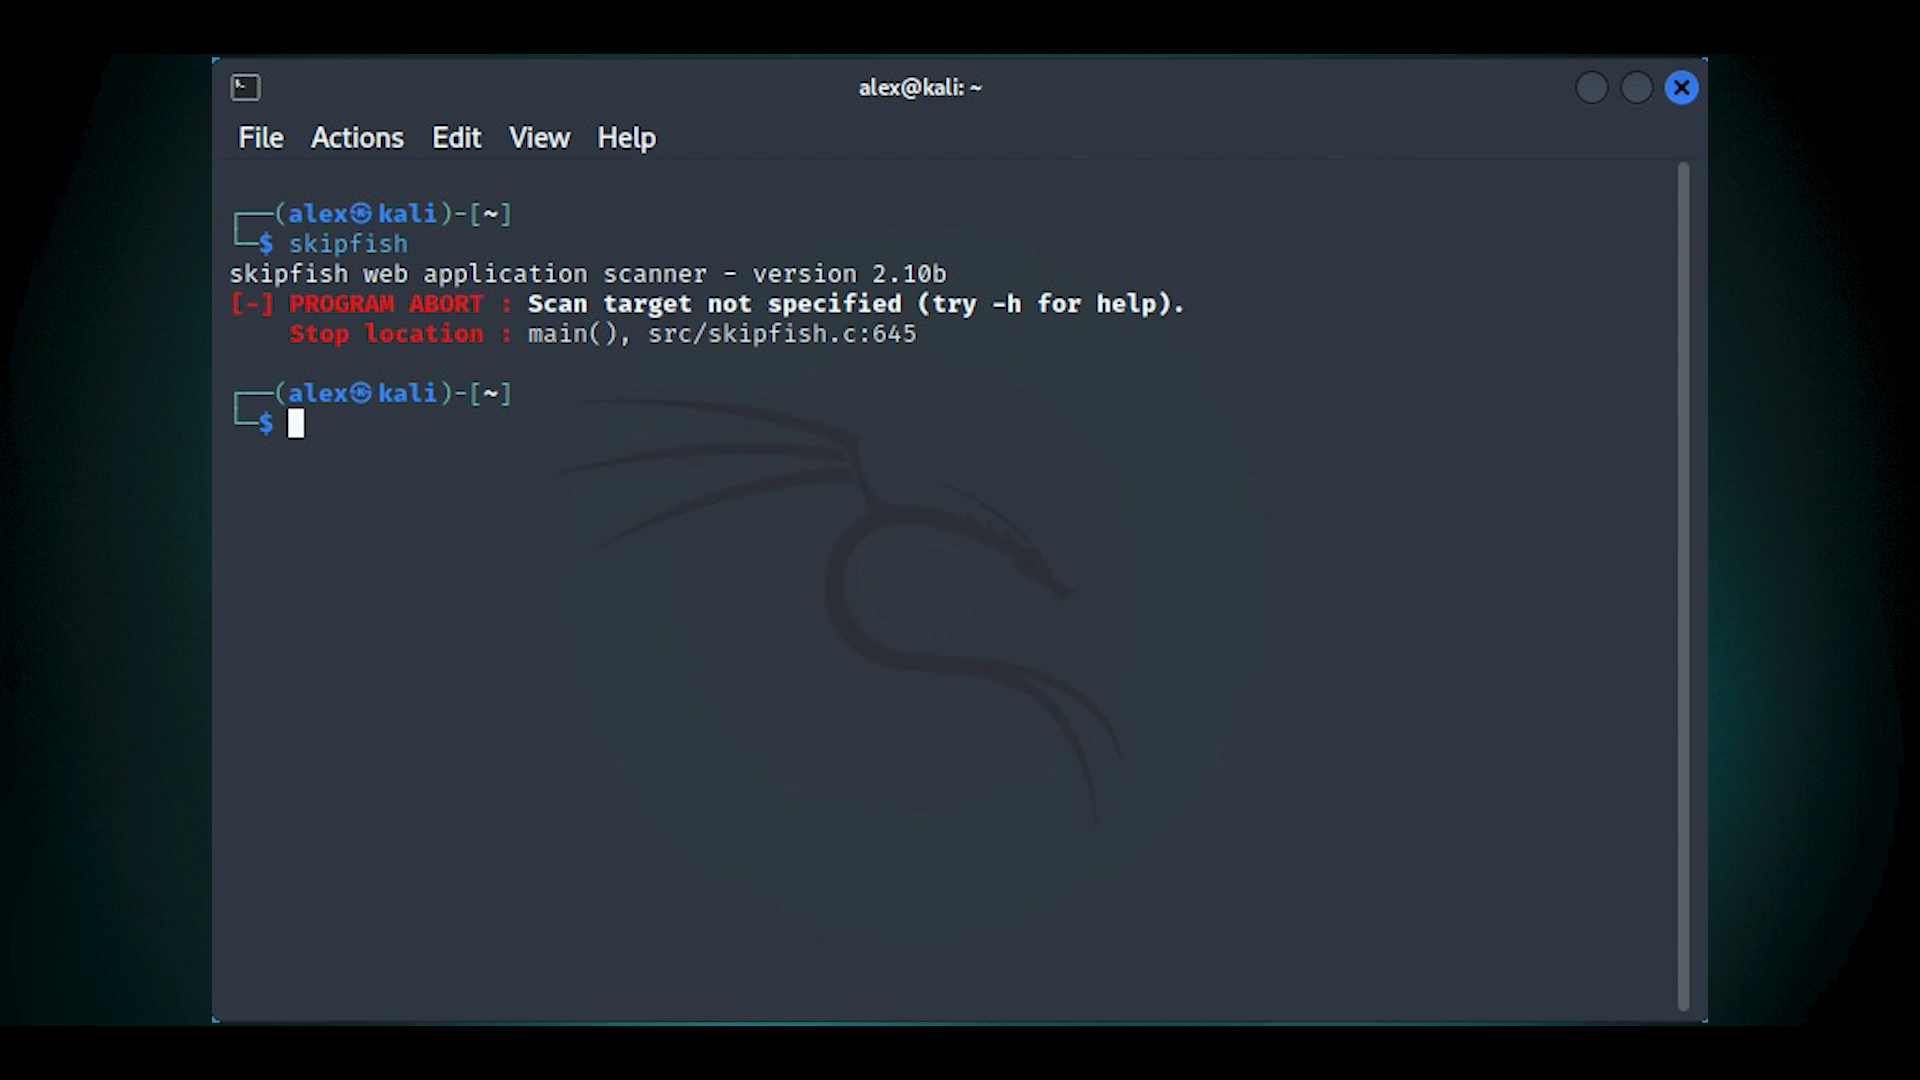 alex@kali: ~
File Actions Edit View Help
┌──(alex㉿kali)-[~]
└─$ skipfish
skipfish web application scanner - version 2.10b
[-] PROGRAM ABORT : Scan target not specified (try -h for help).
    Stop location : main(), src/skipfish.c:645
┌──(alex㉿kali)-[~]
└─$